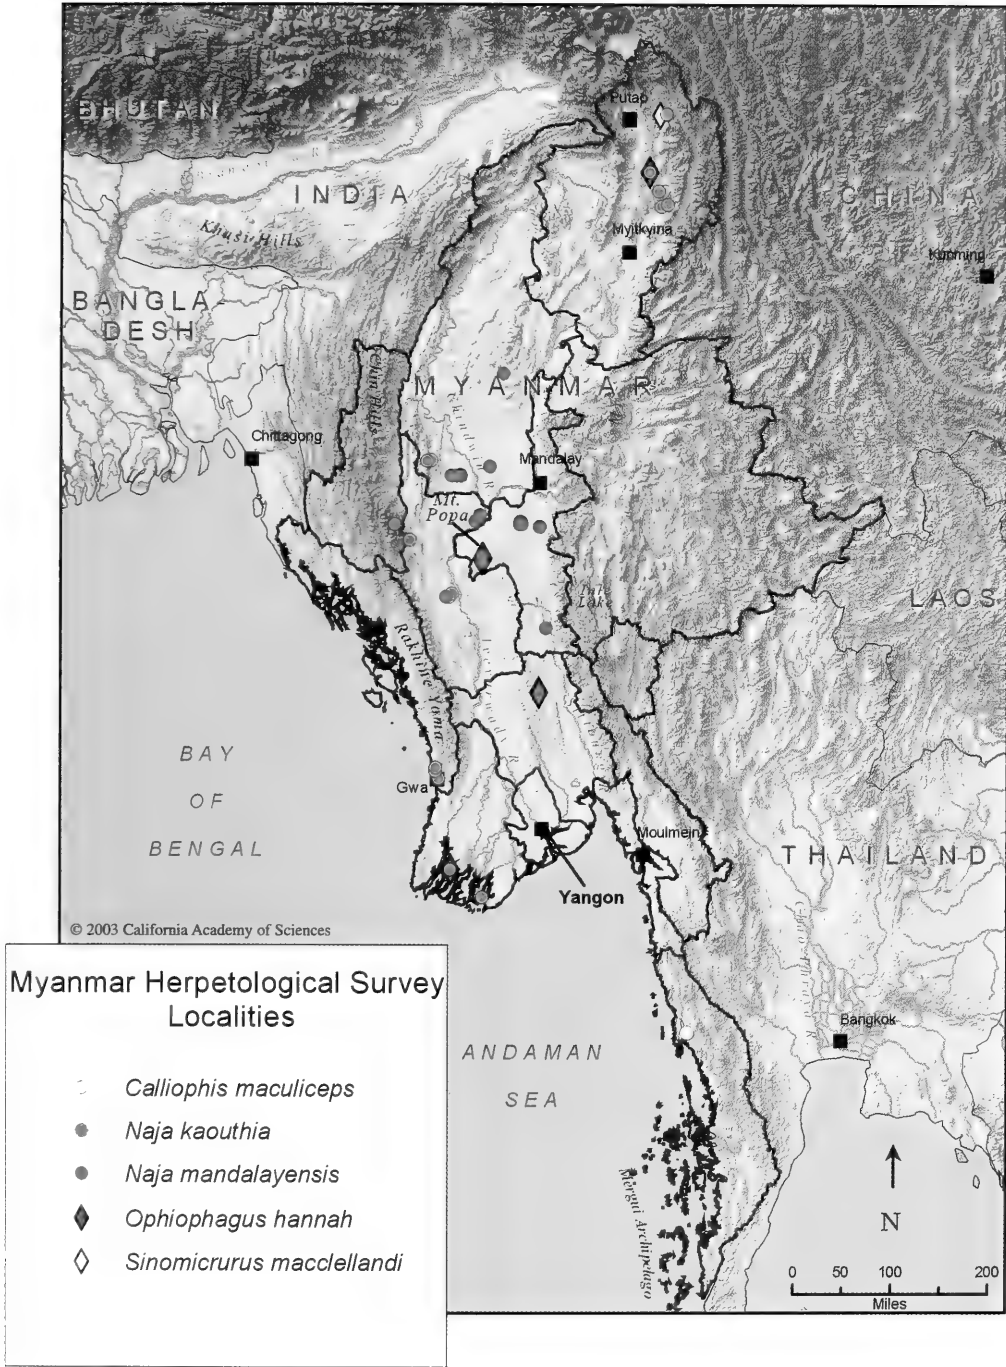 BHUTAN
INDIA
Khasi Hills
BANGLA-
DESH
Chittagong
Putao
Myitkyina
CHINA
Kunming
MYANMAR
Chin Hills
Chindwin R.
Mandalay
Mt.
Popa
Inle
Lake
LAOS
Rakhine Yoma
BAY
OF
BENGAL
Gwa
Moulmein
THAILAND
Yangon
© 2003 California Academy of Sciences
Bangkok
ANDAMAN
SEA
Mergui Archipelago
N
0 50 100 200
Miles
Myanmar Herpetological Survey
Localities
Calliophis maculiceps
Naja kaouthia
Naja mandalayensis
Ophiophagus hannah
Sinomicrurus macclellandi